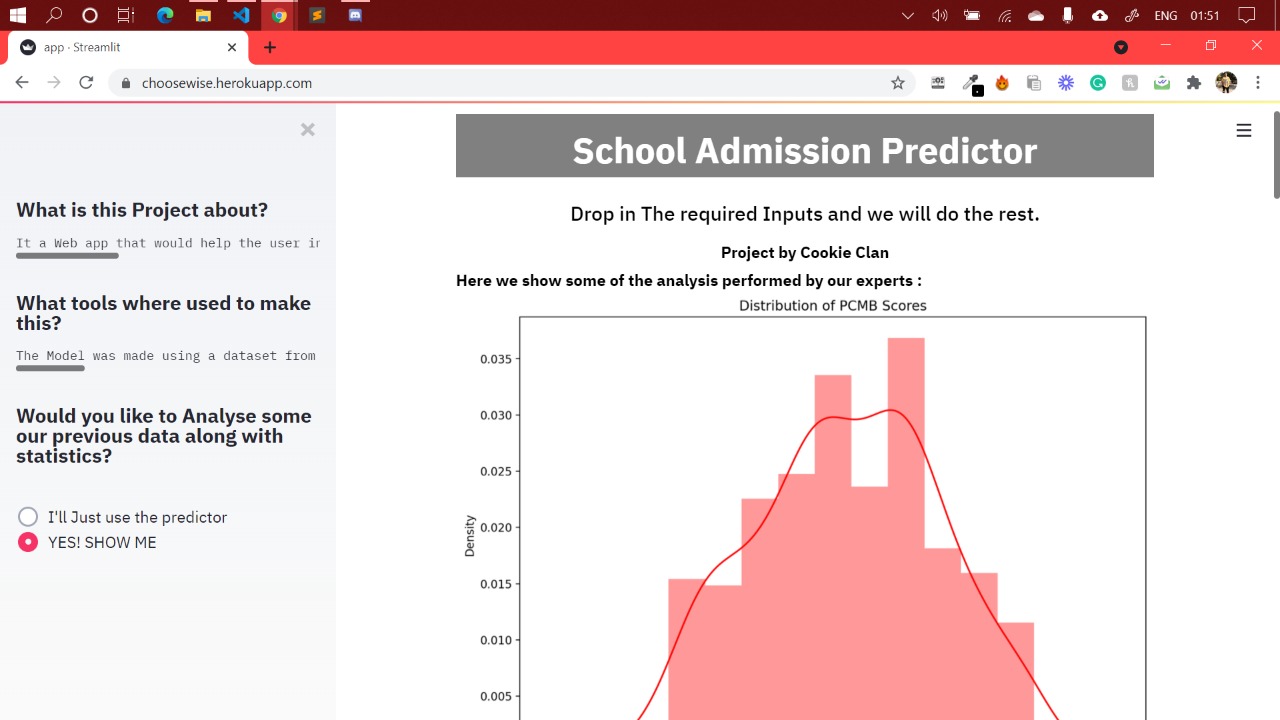 ENG 01:51
app · Streamlit
choosewise.herokuapp.com
What is this Project about?
It a Web app that would help the user in
What tools where used to make
this?
The Model was made using a dataset from
Would you like to Analyse some
our previous data along with
statistics?
I'll Just use the predictor
YES! SHOW ME
School Admission Predictor
Drop in The required Inputs and we will do the rest.
Project by Cookie Clan
Here we show some of the analysis performed by our experts :
Distribution of PCMB Scores
0.035
0.030
0.025
0.020
0.015
0.010
0.005
Density